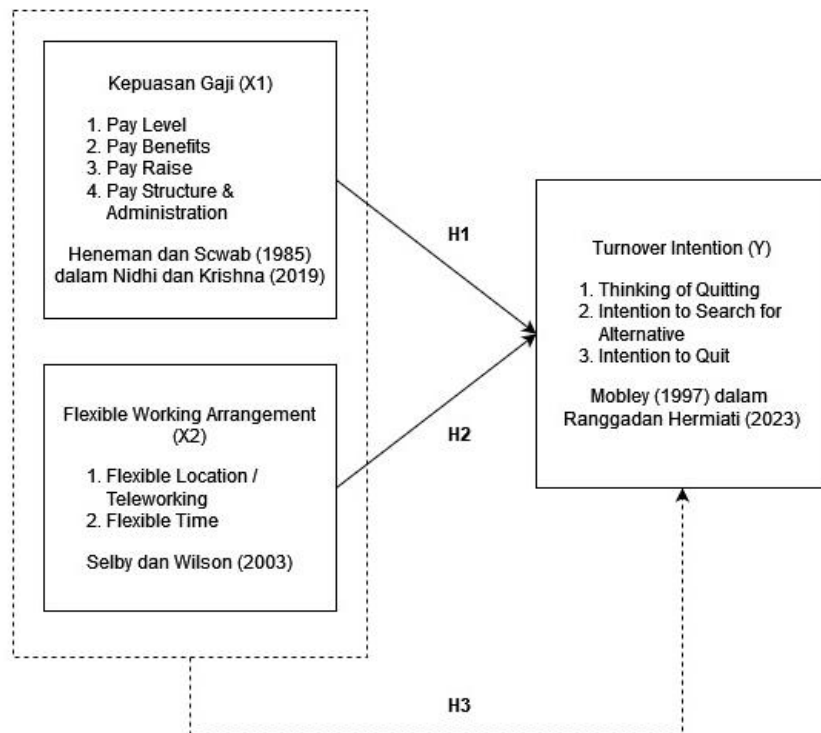 Kepuasan Gaji (X1)
1. Pay Level
2. Pay Benefits
3. Pay Raise
4. Pay Structure &
Administration
Heneman dan Scwab (1985)
dalam Nidhi dan Krishna (2019)
H1
Turnover Intention (Y)
1. Thinking of Quitting
2. Intention to Search for
Alternative
3. Intention to Quit
Mobley (1997) dalam
Ranggadan Hermiati (2023)
Flexible Working Arrangement
(X2)
1. Flexible Location /
Teleworking
2. Flexible Time
Selby dan Wilson (2003)
H2
H3